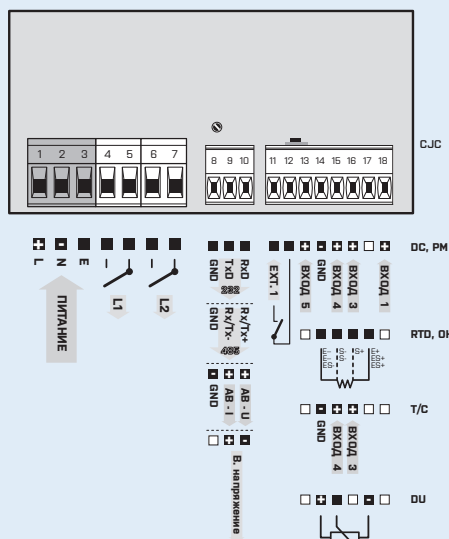 CJC
1 2 3 4 5 6 7
8 9 10
11 12 13 14 15 16 17 18
L
N
E
ПИТАНИЕ
L1
L2
GND
TxD
RxD
232
GND
Rx/Tx-
Rx/Tx+
485
GND
АВ - I
АВ - U
В. напряжение
EXT. 1
ВХОД 5
GND
ВХОД 4
ВХОД 3
ВХОД 1
DC, PM
RTD, OH
E-
E-
ES-
S-
S-
S+
E+
ES+
ES+
GND
ВХОД 4
ВХОД 3
T/C
DU